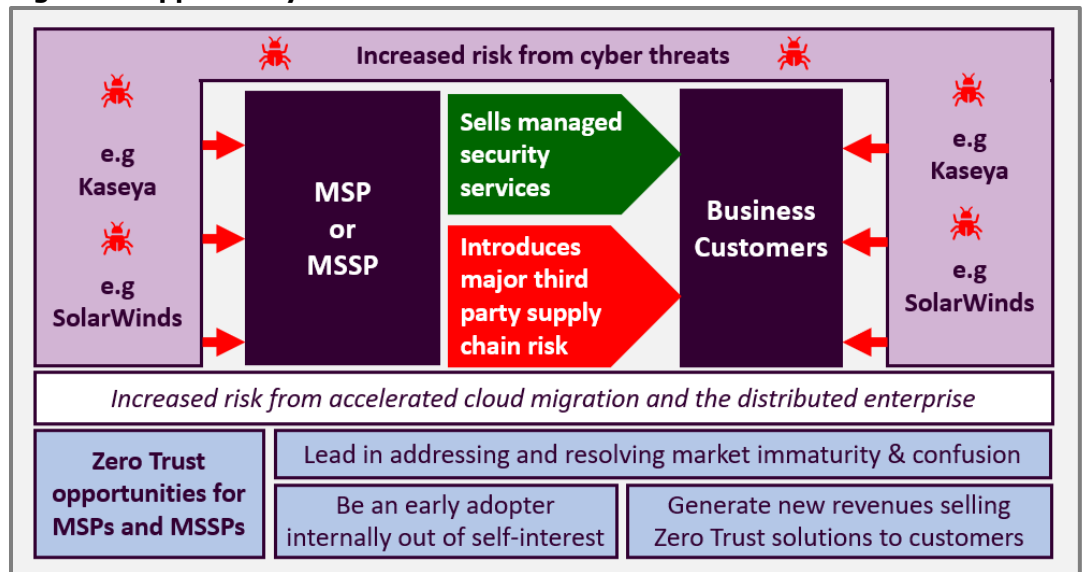 Increased risk from cyber threats
e.g
Kaseya
e.g
SolarWinds
MSP
or
MSSP
Sells managed
security
services
Introduces
major third
party supply
chain risk
Business
Customers
e.g
Kaseya
e.g
SolarWinds
Increased risk from accelerated cloud migration and the distributed enterprise
Zero Trust
opportunities for
MSPs and MSSPs
Lead in addressing and resolving market immaturity & confusion
Be an early adopter
internally out of self-interest
Generate new revenues selling
Zero Trust solutions to customers